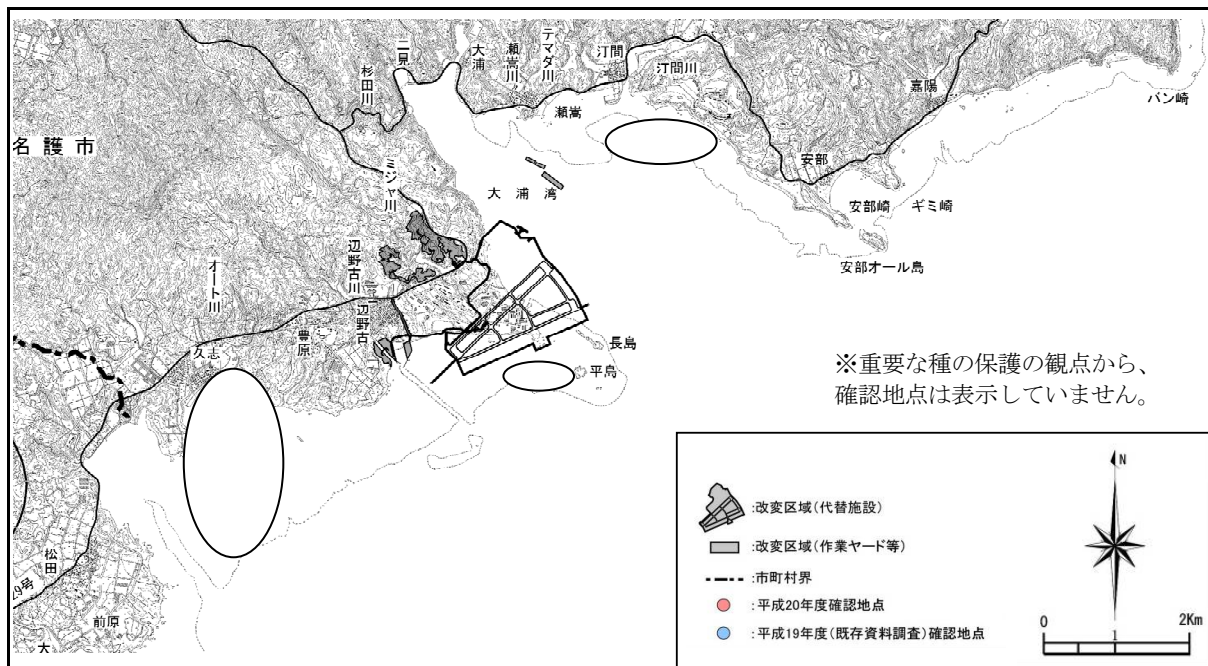 名護市
杉田川
二見
大浦
瀬嵩川
テマダ川
汀間
汀間川
瀬嵩
嘉陽
バン崎
安部
安部崎
ギミ崎
安部オール島
大浦湾
ミジャ川
辺野古川
辺野古
オート川
豊原
久志
長島
平島
松田
29号
前原
大
※重要な種の保護の観点から、
確認地点は表示していません。
:改変区域(代替施設)
:改変区域(作業ヤード等)
:市町村界
:平成20年度確認地点
:平成19年度(既存資料調査)確認地点
N
0 1 2Km